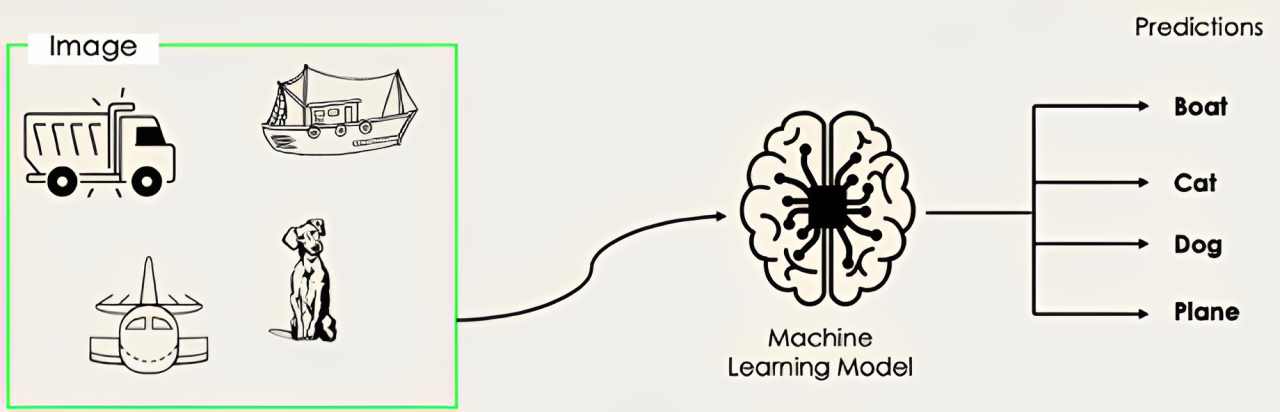 Image
Predictions
Boat
Cat
Dog
Plane
Machine
Learning Model